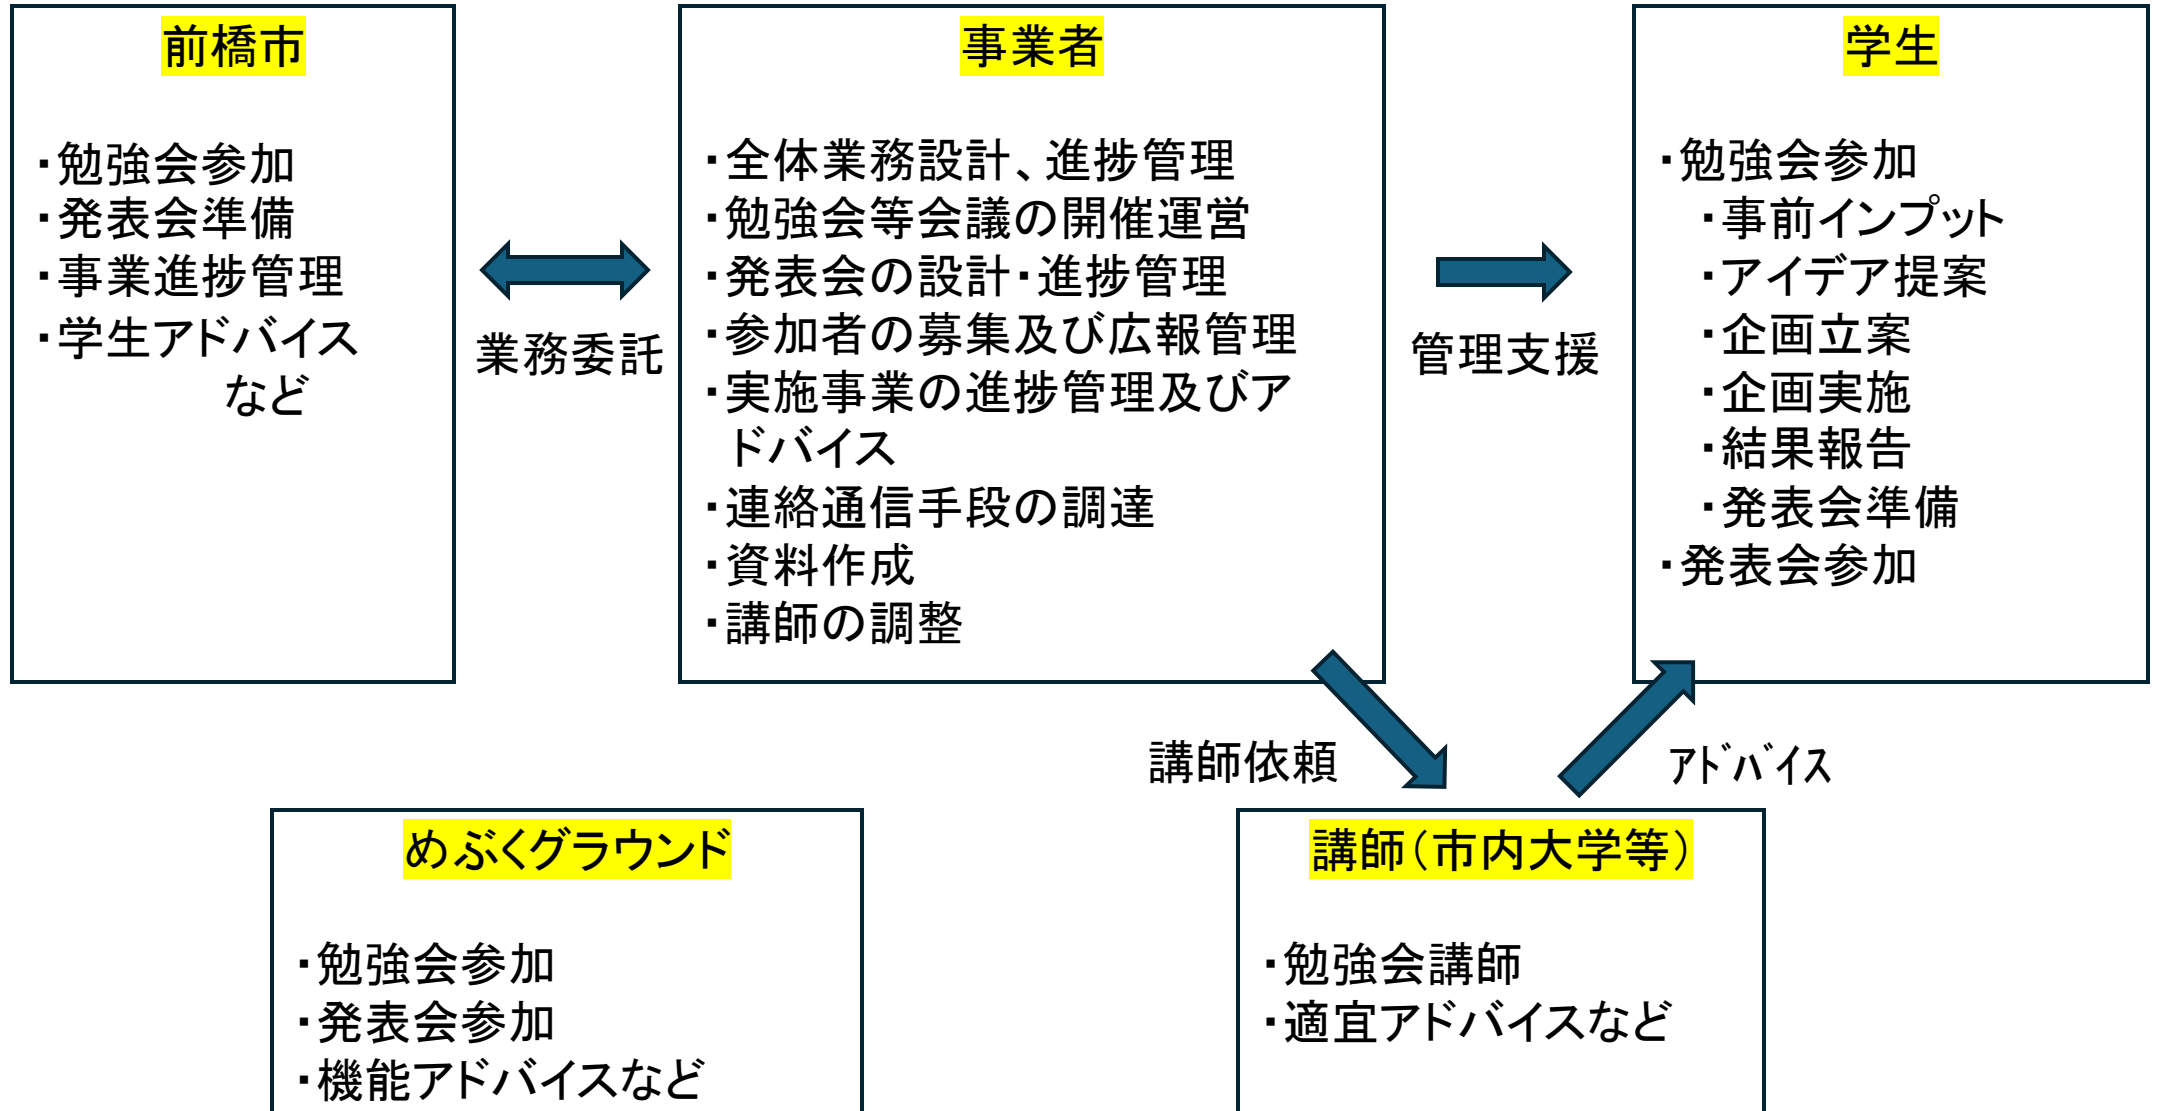 前橋市
・勉強会参加
・発表会準備
・事業進捗管理
・学生アドバイス
など
業務委託
事業者
・全体業務設計、進捗管理
・勉強会等会議の開催運営
・発表会の設計・進捗管理
・参加者の募集及び広報管理
・実施事業の進捗管理及びア
ドバイス
・連絡通信手段の調達
・資料作成
・講師の調整
管理支援
学生
・勉強会参加
・事前インプット
・アイデア提案
・企画立案
・企画実施
・結果報告
・発表会準備
・発表会参加
講師依頼
ｱﾄﾞﾊﾞｲｽ
めぶくグラウンド
・勉強会参加
・発表会参加
・機能アドバイスなど
講師（市内大学等）
・勉強会講師
・適宜アドバイスなど